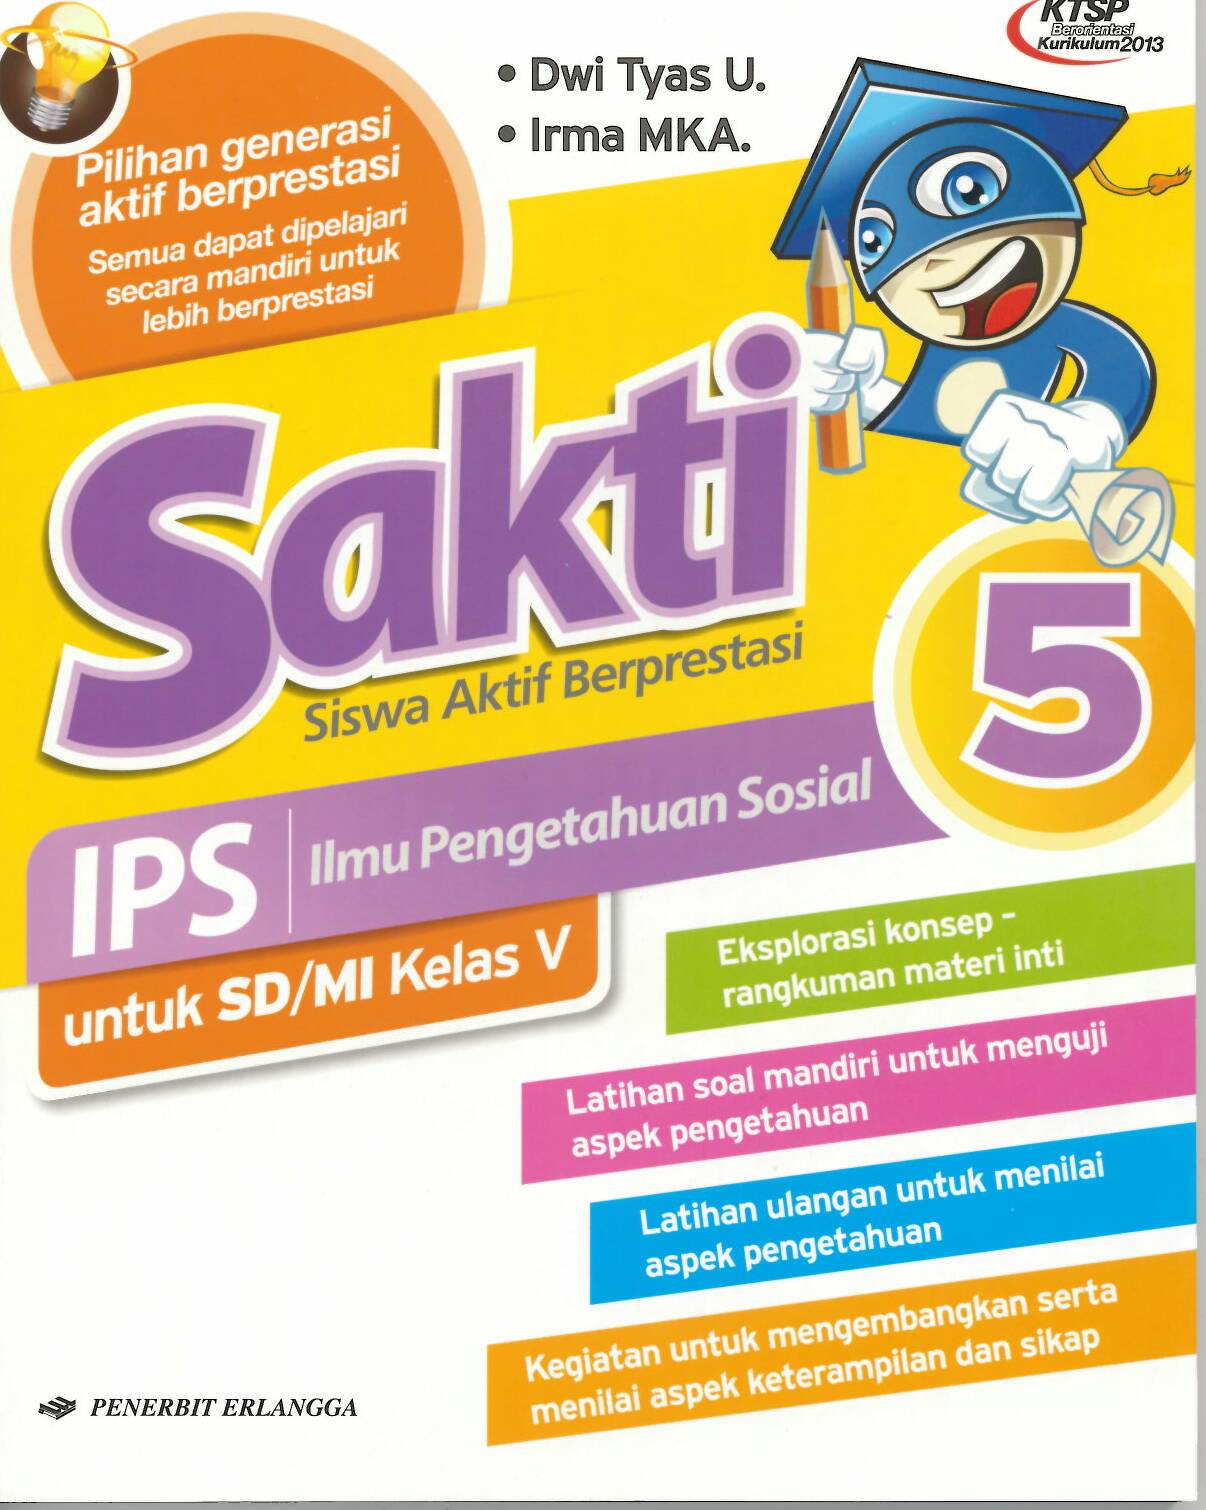 KTSP
Berorientasi
Kurikulum2013
• Dwi Tyas U.
• Irma MKA.
Pilihan generasi
aktif berprestasi
Semua dapat dipelajari
secara mandiri untuk
lebih berprestasi
Sakti
Siswa Aktif Berprestasi
5
IPS
Ilmu Pengetahuan Sosial
untuk SD/MI Kelas V
Eksplorasi konsep -
rangkuman materi inti
Latihan soal mandiri untuk menguji
aspek pengetahuan
Latihan ulangan untuk menilai
aspek pengetahuan
Kegiatan untuk mengembangkan serta
menilai aspek keterampilan dan sikap
PENERBIT ERLANGGA